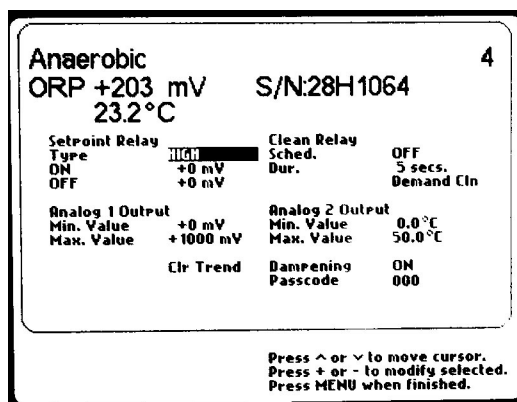 Anaerobic 4
ORP +203 mV S/N:28H1064
23.2°C
Setpoint Relay Clean Relay
Type HIGH Sched. OFF
ON +0 mV Dur. 5 secs.
OFF +0 mV Demand Cln
Analog 1 Output Analog 2 Output
Min. Value +0 mV Min. Value 0.0°C
Max. Value +1000 mV Max. Value 50.0°C
Clr Trend Dampening ON
Passcode 000
Press ^ or v to move cursor.
Press + or - to modify selected.
Press MENU when finished.